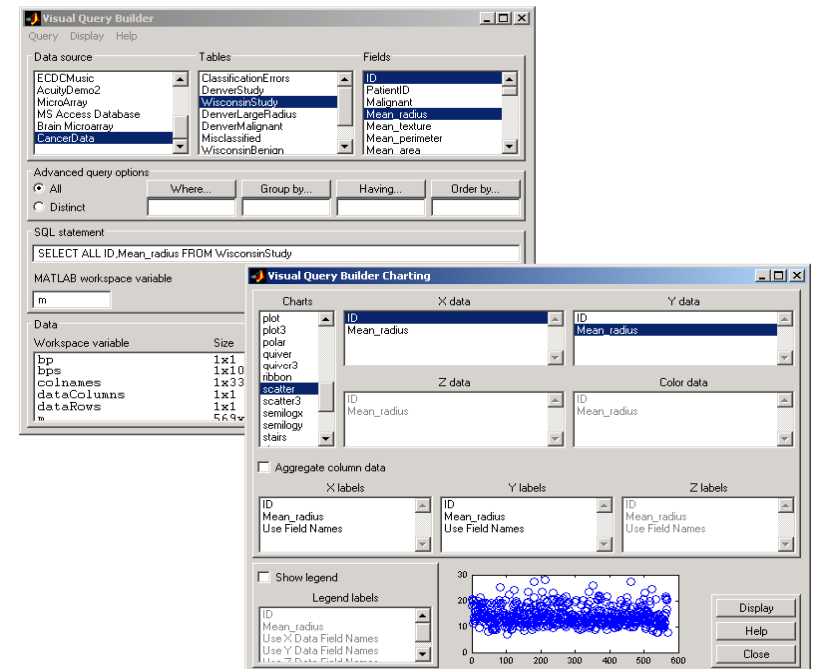 Visual Query Builder
Query Display Help
Data source
ECDCMusic
AcuityDemo2
MicroArray
MS Access Database
Brain Microarray
CancerData
Tables
ClassificationErrors
DenverStudy
WisconsinStudy
DenverLargeRadius
DenverMalignant
Misclassified
WisconsinBenign
Fields
ID
PatientID
Malignant
Mean_radius
Mean_texture
Mean_perimeter
Mean_area
Advanced query options
All
Distinct
Where...
Group by...
Having...
Order by...
SQL statement
SELECT ALL ID,Mean_radius FROM WisconsinStudy
MATLAB workspace variable
m
Data
Workspace variable Size
bp 1x1
bps 1x10
colnames 1x33
dataColumns 1x1
dataRows 1x1
m 569x
Visual Query Builder Charting
Charts
plot
plot3
polar
quiver
quiver3
ribbon
scatter
scatter3
semilogx
semilogy
stairs
X data
ID
Mean_radius
Y data
ID
Mean_radius
Z data
ID
Mean_radius
Color data
ID
Mean_radius
Aggregate column data
X labels
ID
Mean_radius
Use Field Names
Y labels
ID
Mean_radius
Use Field Names
Z labels
ID
Mean_radius
Use Field Names
Show legend
Legend labels
ID
Mean_radius
Use X Data Field Names
Use Y Data Field Names
Use Z Data Field Names
30
20
10
0
0 100 200 300 400 500 600
Display
Help
Close